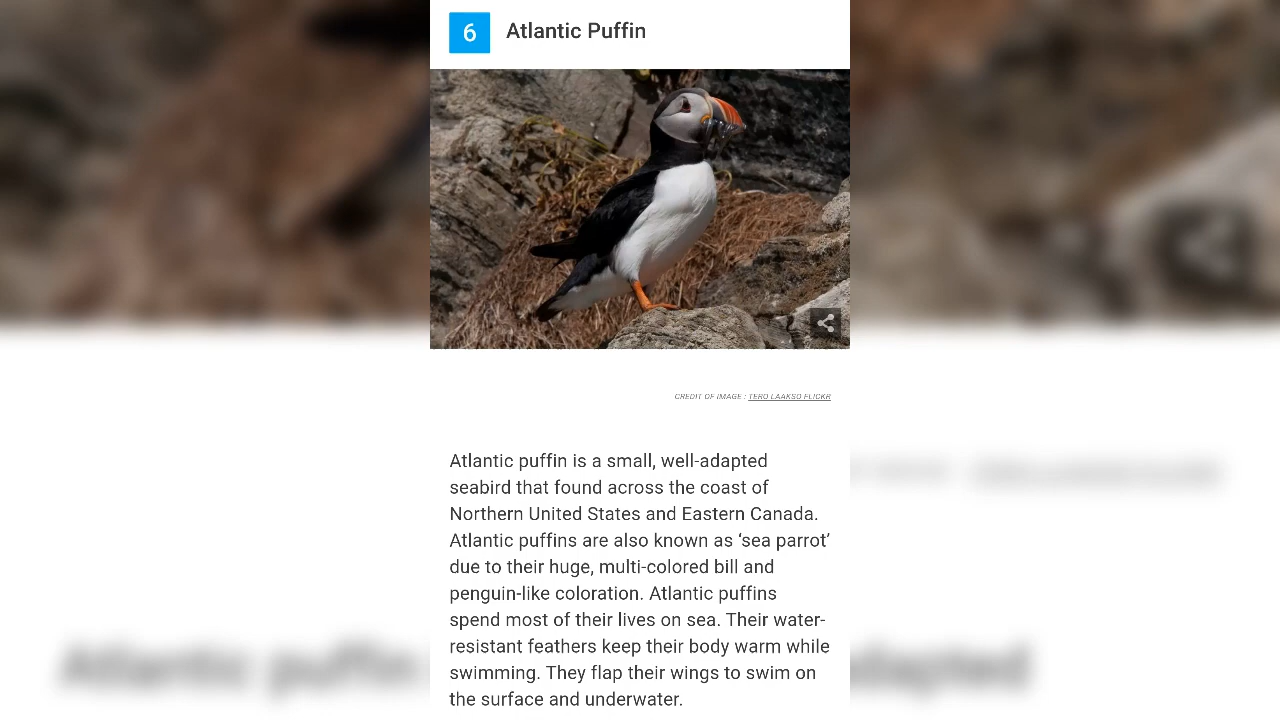 6 Atlantic Puffin
CREDIT OF IMAGE : TERO LAAKSO FLICKR
Atlantic puffin is a small, well-adapted
seabird that found across the coast of
Northern United States and Eastern Canada.
Atlantic puffins are also known as ‘sea parrot’
due to their huge, multi-colored bill and
penguin-like coloration. Atlantic puffins
spend most of their lives on sea. Their water-
resistant feathers keep their body warm while
swimming. They flap their wings to swim on
the surface and underwater.
Atlantic puffin
adapted